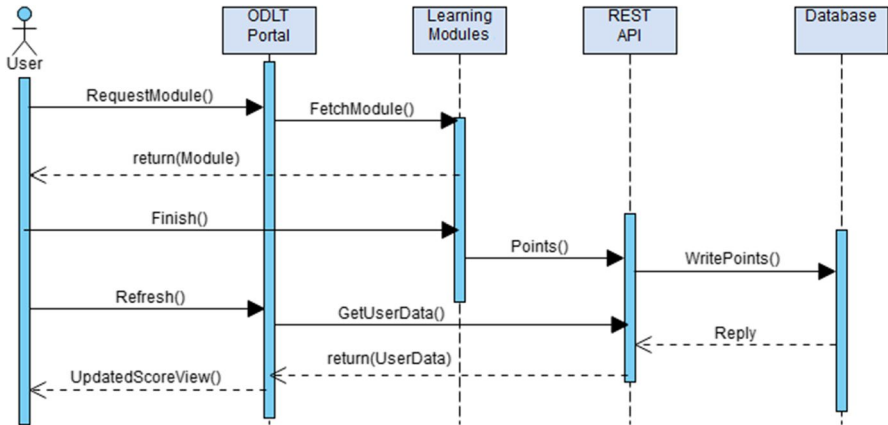 ODLT
Portal
Learning
Modules
REST
API
Database
User
RequestModule()
FetchModule()
return(Module)
Finish()
Points()
WritePoints()
Refresh()
GetUserData()
Reply
return(UserData)
UpdatedScoreView()